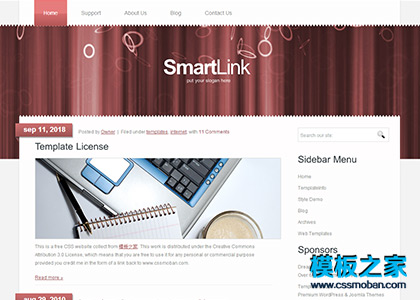 Home Support About Us Blog Contact Us
SmartLink
put your slogan here
sep 11, 2018
Posted by Owner | Filed under templates, internet with 11 Comments.
Search our site:
Template License
Sidebar Menu
Home
TemplateInfo
Style Demo
Blog
Archives
Web Templates
This is a free CSS website collected from 模板之家. This work is distributed under the Creative Commons
Attribution 3.0 License, which means that you are free to use it for any personal or commercial purpose
provided you credit me in the form of a link back to www.cssmoban.com.
Sponsors
Read more »
Premium WordPress & Joomla Themes
aug 29, 2010
模板之家
www.cssmoban.com